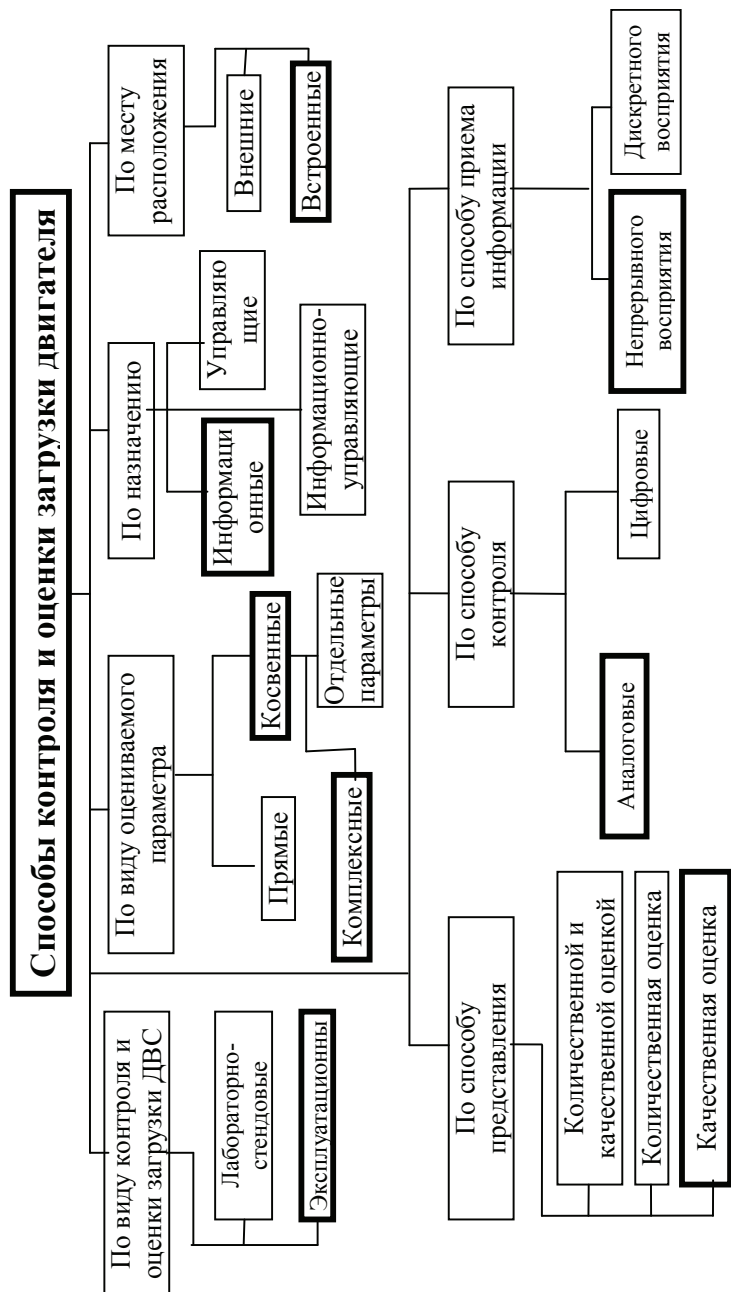 Способы контроля и оценки загрузки двигателя
По виду контроля и
оценки загрузки ДВС
Лабораторно-
стендовые
Эксплуатационны
По виду оцениваемого
параметра
Прямые
Косвенные
Комплексные
Отдельные
параметры
По назначению
Информаци
онные
Управляю
щие
Информационно-
управляющие
По месту
расположения
Внешние
Встроенные
По способу
представления
Количественной и
качественной оценкой
Количественная оценка
Качественная оценка
По способу
контроля
Аналоговые
Цифровые
По способу приема
информации
Непрерывного
восприятия
Дискретного
восприятия